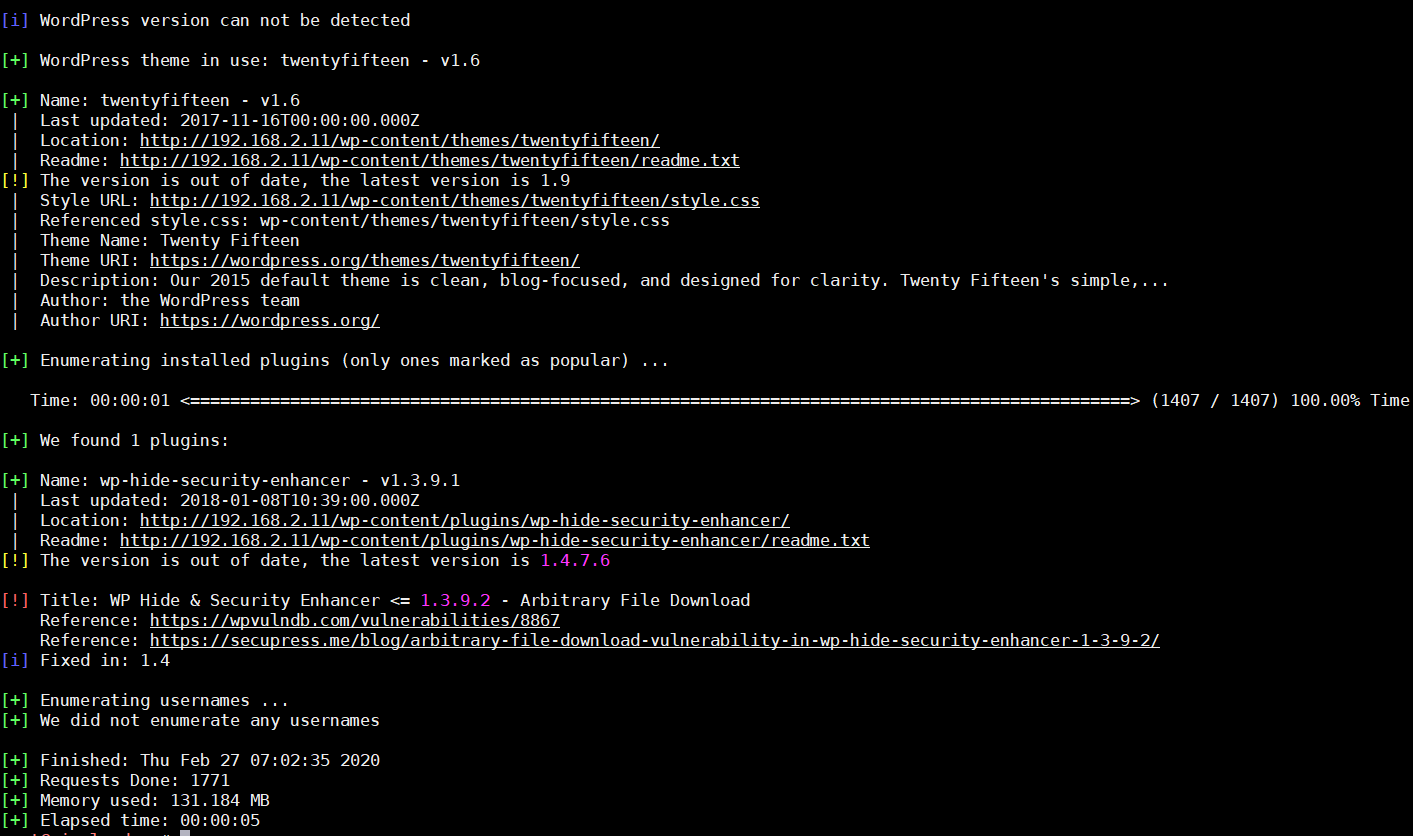 [i] WordPress version can not be detected
[+] WordPress theme in use: twentyfifteen - v1.6
[+] Name: twentyfifteen - v1.6
 |  Last updated: 2017-11-16T00:00:00.000Z
 |  Location: http://192.168.2.11/wp-content/themes/twentyfifteen/
 |  Readme: http://192.168.2.11/wp-content/themes/twentyfifteen/readme.txt
[!] The version is out of date, the latest version is 1.9
 |  Style URL: http://192.168.2.11/wp-content/themes/twentyfifteen/style.css
 |  Referenced style.css: wp-content/themes/twentyfifteen/style.css
 |  Theme Name: Twenty Fifteen
 |  Theme URI: https://wordpress.org/themes/twentyfifteen/
 |  Description: Our 2015 default theme is clean, blog-focused, and designed for clarity. Twenty Fifteen's simple,...
 |  Author: the WordPress team
 |  Author URI: https://wordpress.org/
[+] Enumerating installed plugins (only ones marked as popular) ...
   Time: 00:00:01 <==============================================================================================> (1407 / 1407) 100.00% Time
[+] We found 1 plugins:
[+] Name: wp-hide-security-enhancer - v1.3.9.1
 |  Last updated: 2018-01-08T10:39:00.000Z
 |  Location: http://192.168.2.11/wp-content/plugins/wp-hide-security-enhancer/
 |  Readme: http://192.168.2.11/wp-content/plugins/wp-hide-security-enhancer/readme.txt
[!] The version is out of date, the latest version is 1.4.7.6
[!] Title: WP Hide & Security Enhancer <= 1.3.9.2 - Arbitrary File Download
    Reference: https://wpvulndb.com/vulnerabilities/8867
    Reference: https://secupress.me/blog/arbitrary-file-download-vulnerability-in-wp-hide-security-enhancer-1-3-9-2/
[i] Fixed in: 1.4
[+] Enumerating usernames ...
[+] We did not enumerate any usernames
[+] Finished: Thu Feb 27 07:02:35 2020
[+] Requests Done: 1771
[+] Memory used: 131.184 MB
[+] Elapsed time: 00:00:05